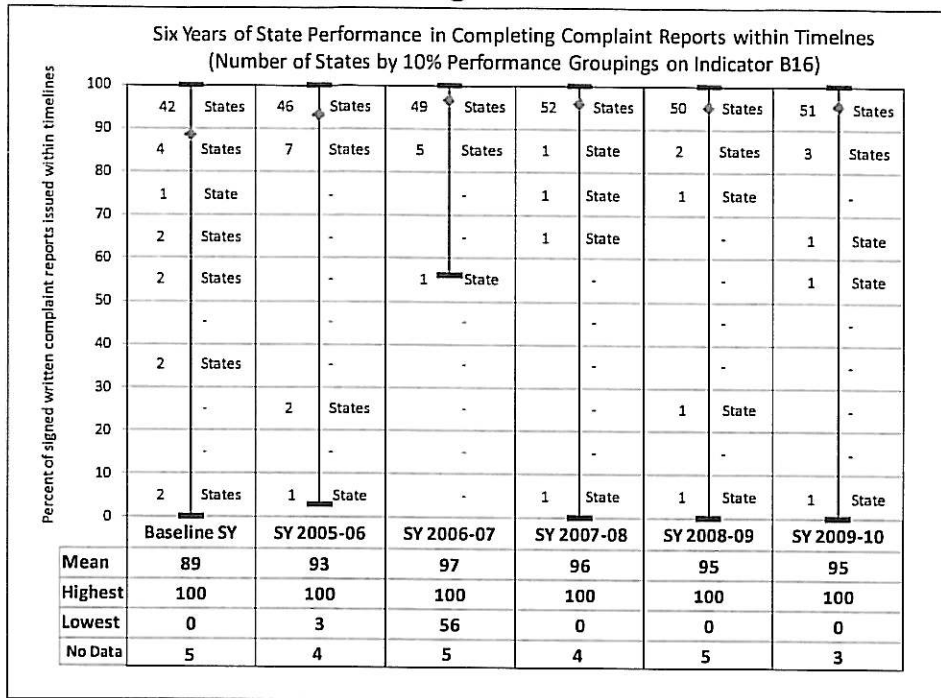 Six Years of State Performance in Completing Complaint Reports within Timelnes
(Number of States by 10% Performance Groupings on Indicator B16)
Percent of signed written complaint reports issued within timelines
100
42 States 46 States 49 States 52 States 50 States 51 States
90
4 States 7 States 5 States 1 State 2 States 3 States
80
1 State - - 1 State 1 State -
70
2 States - - 1 State - 1 State
60
2 States - 1 State - - 1 State
50
- - - - - -
40
2 States - - - - -
30
- 2 States - - 1 State -
20
- - - - - -
10
2 States 1 State - 1 State 1 State 1 State
0
Baseline SY SY 2005-06 SY 2006-07 SY 2007-08 SY 2008-09 SY 2009-10
Mean 89 93 97 96 95 95
Highest 100 100 100 100 100 100
Lowest 0 3 56 0 0 0
No Data 5 4 5 4 5 3